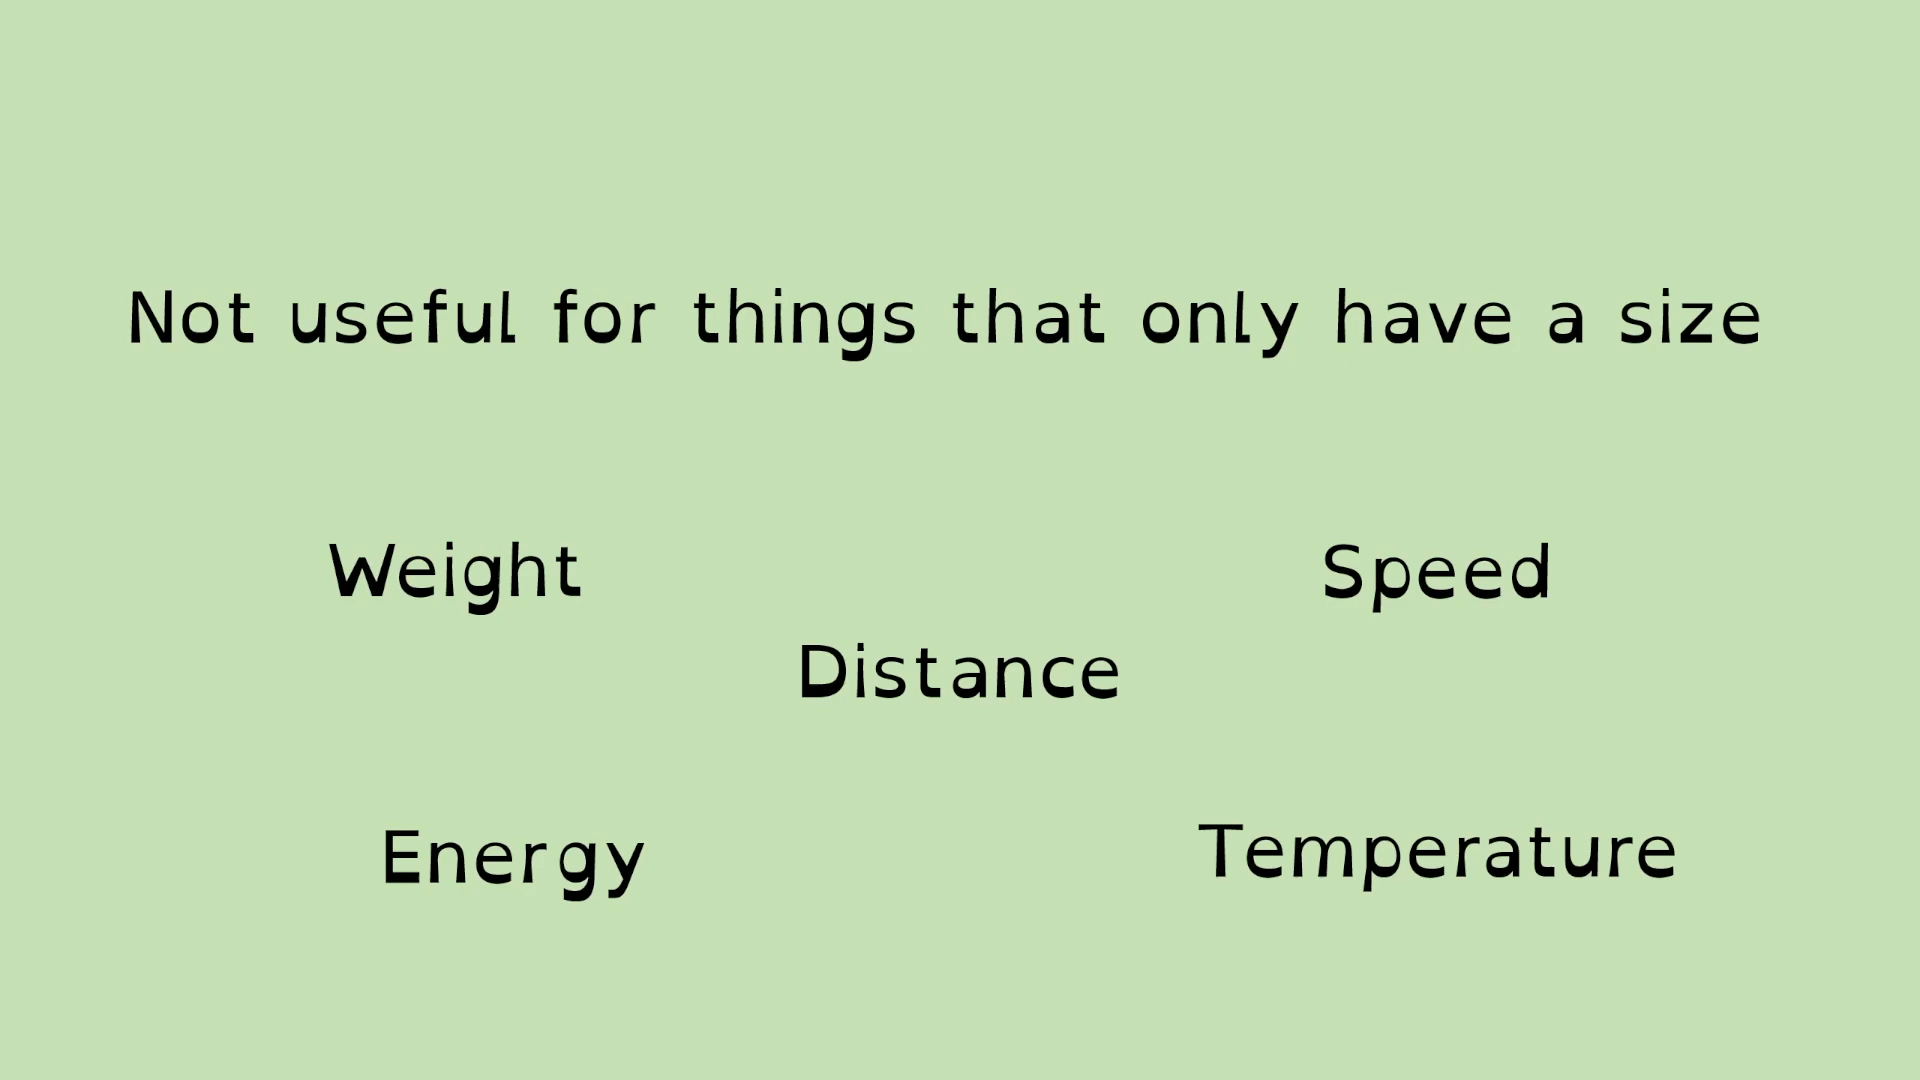 Not useful for things that only have a size
Weight
Speed
Distance
Energy
Temperature